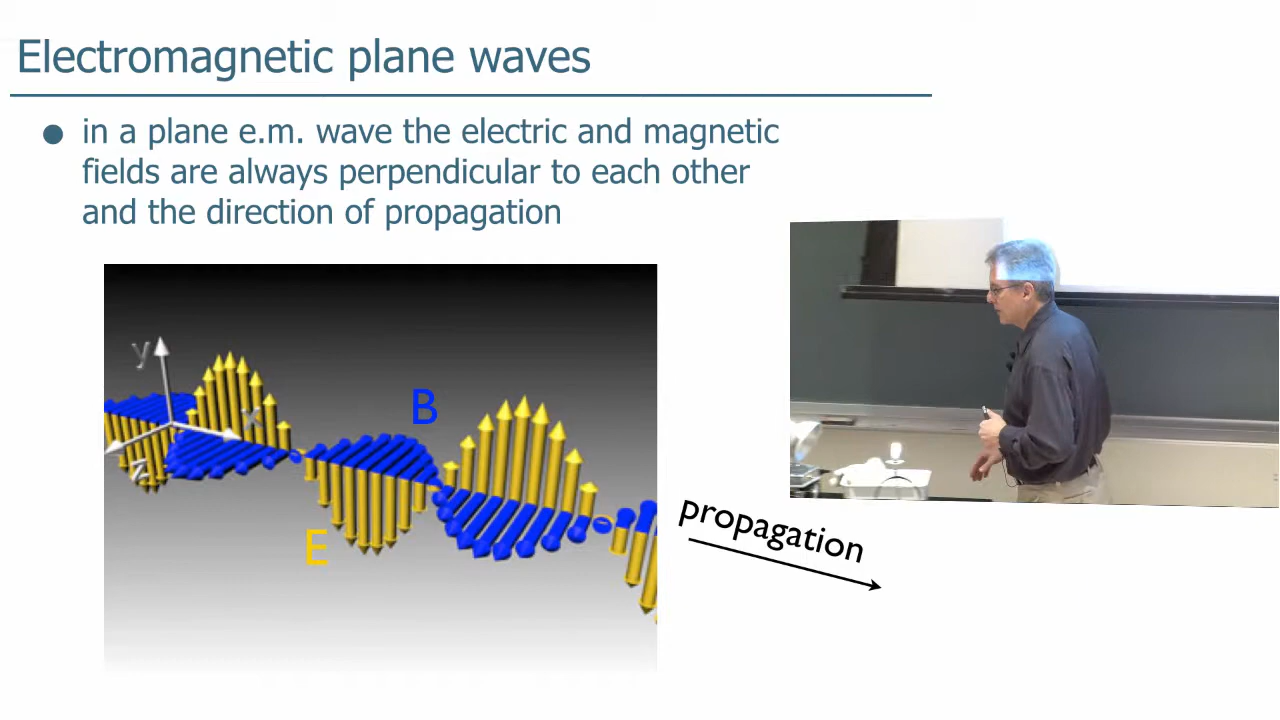 Electromagnetic plane waves
● in a plane e.m. wave the electric and magnetic
fields are always perpendicular to each other
and the direction of propagation
y
x
z
B
E
propagation